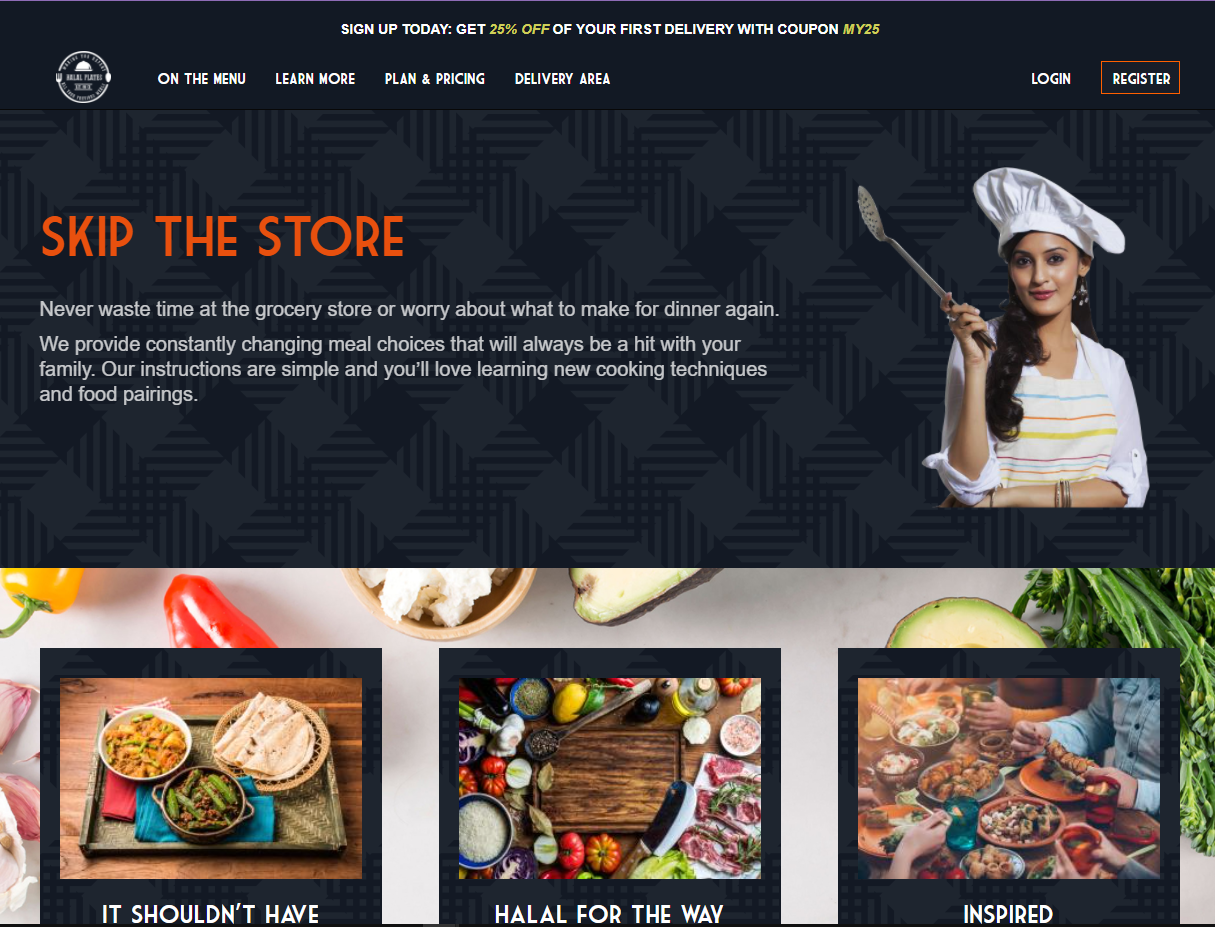 SIGN UP TODAY: GET 25% OFF OF YOUR FIRST DELIVERY WITH COUPON MY25
HALAL PLATES
ON THE MENU LEARN MORE PLAN & PRICING DELIVERY AREA LOGIN REGISTER
SKIP THE STORE
Never waste time at the grocery store or worry about what to make for dinner again.
We provide constantly changing meal choices that will always be a hit with your
family. Our instructions are simple and you’ll love learning new cooking techniques
and food pairings.
IT SHOULDN’T HAVE
HALAL FOR THE WAY
INSPIRED